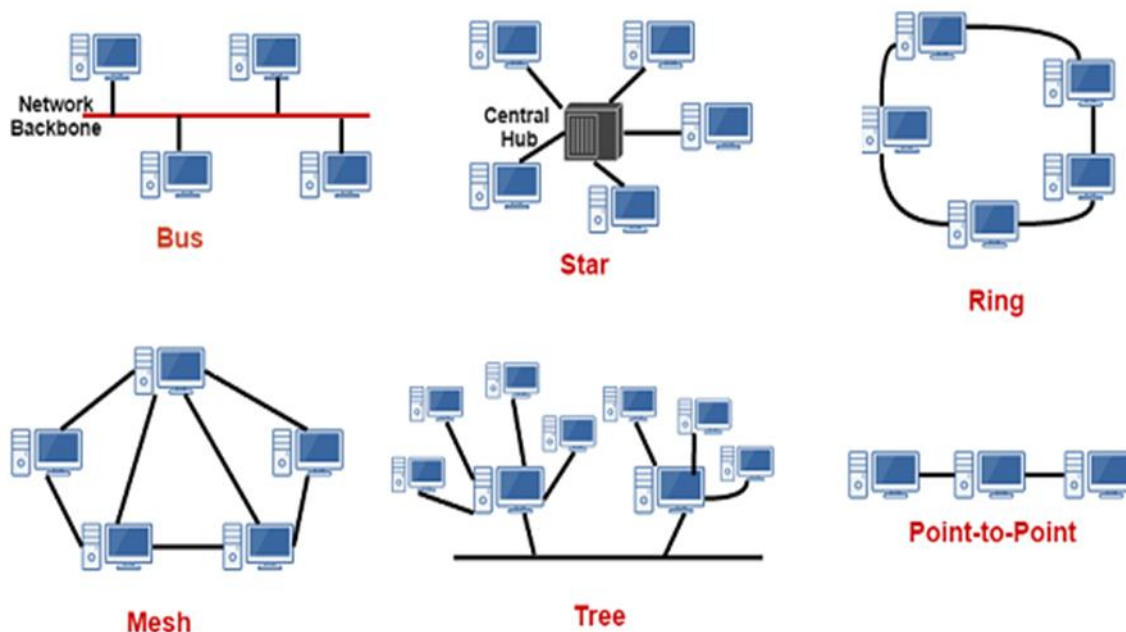 Network
Backbone
Bus
Central
Hub
Star
Ring
Mesh
Tree
Point-to-Point